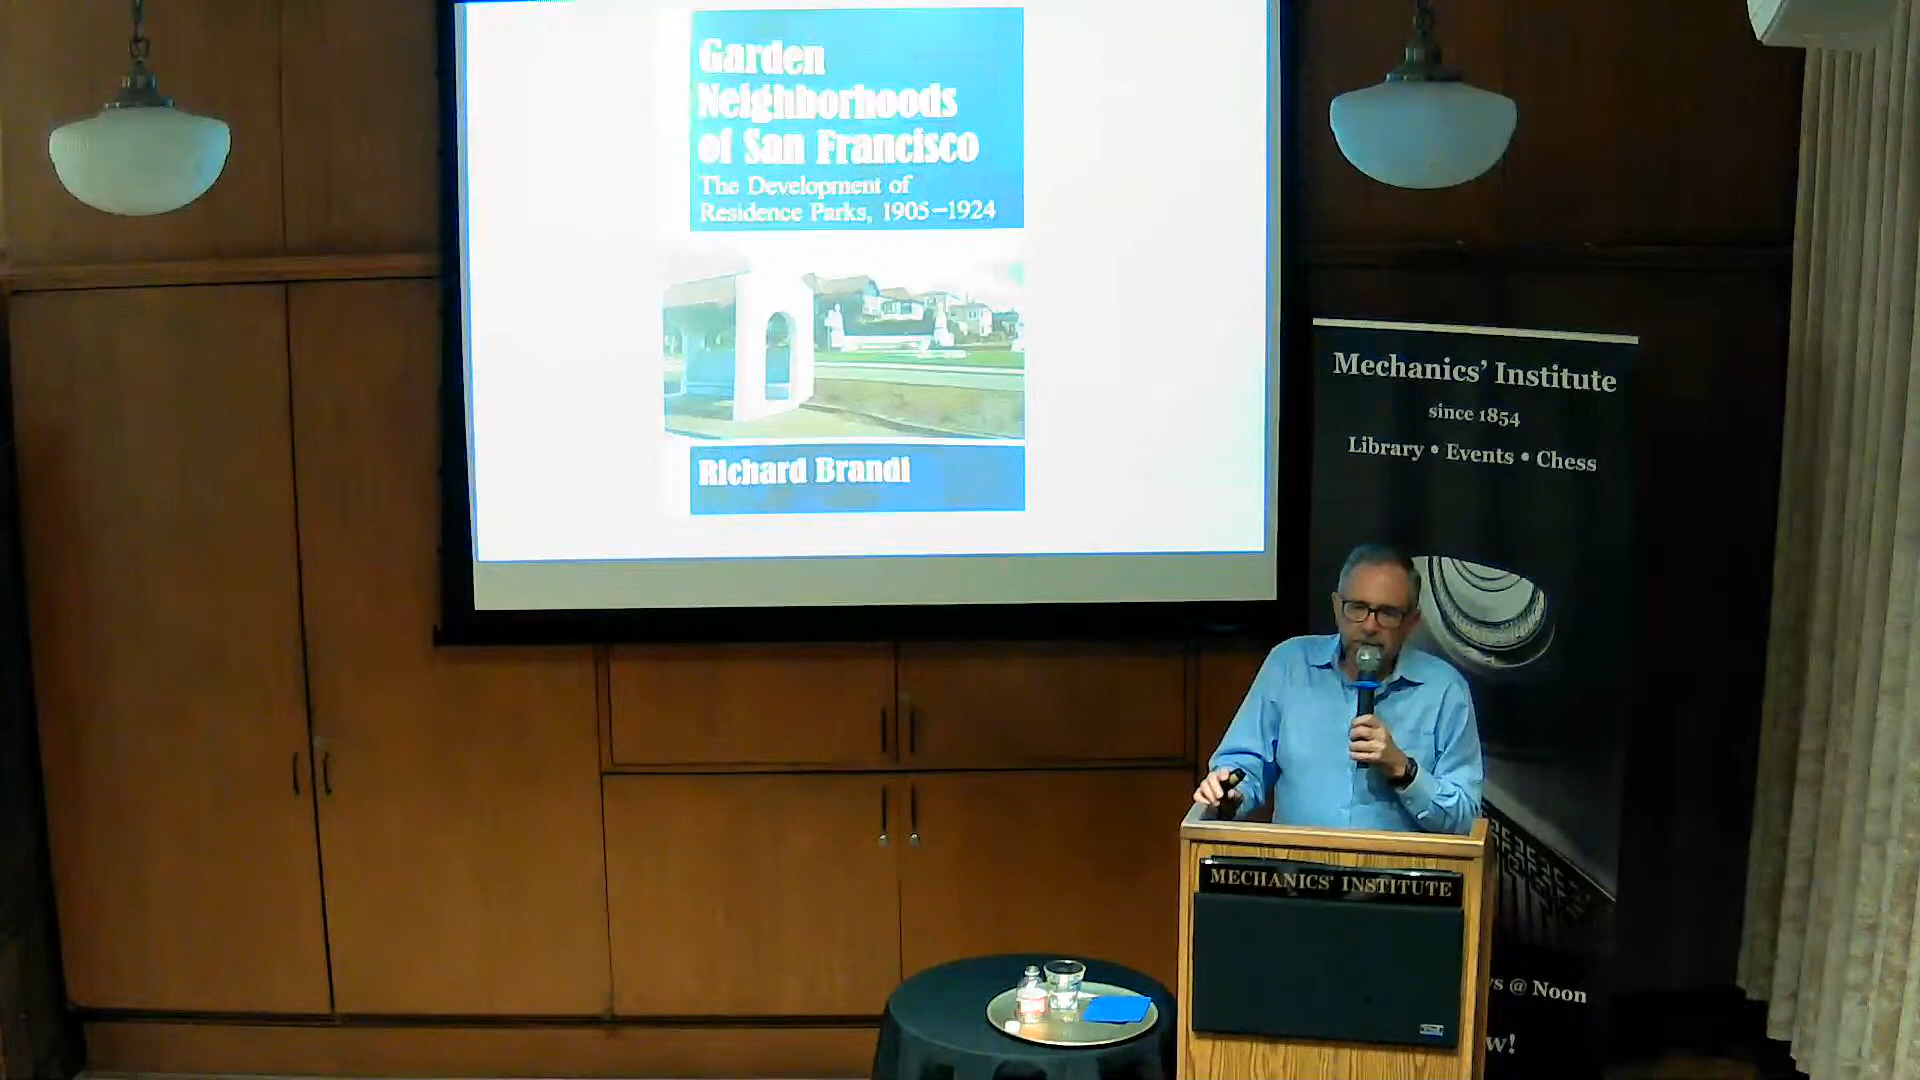 Garden
Neighborhoods
of San Francisco
The Development of
Residence Parks, 1905–1924
Richard Brandi
Mechanics' Institute
since 1854
Library • Events • Chess
@ Noon
MECHANICS' INSTITUTE